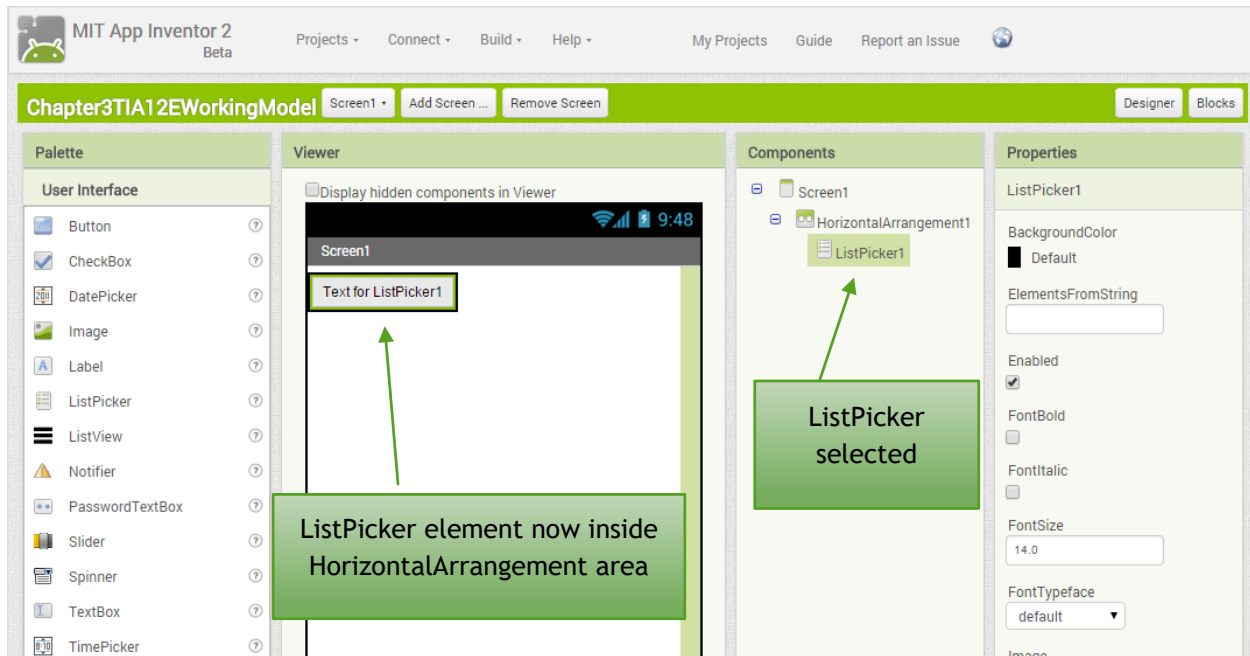 MIT App Inventor 2
Beta
Projects Connect Build Help My Projects Guide Report an Issue
Chapter3TIA12EWorkingModel Screen1 Add Screen ... Remove Screen Designer Blocks
Palette
User Interface
Button
CheckBox
DatePicker
Image
Label
ListPicker
ListView
Notifier
PasswordTextBox
Slider
Spinner
TextBox
TimePicker
Viewer
Display hidden components in Viewer
9:48
Screen1
Text for ListPicker1
ListPicker element now inside
HorizontalArrangement area
Components
Screen1
HorizontalArrangement1
ListPicker1
ListPicker
selected
Properties
ListPicker1
BackgroundColor
Default
ElementsFromString
Enabled
FontBold
FontItalic
FontSize
14.0
FontTypeface
default
Image